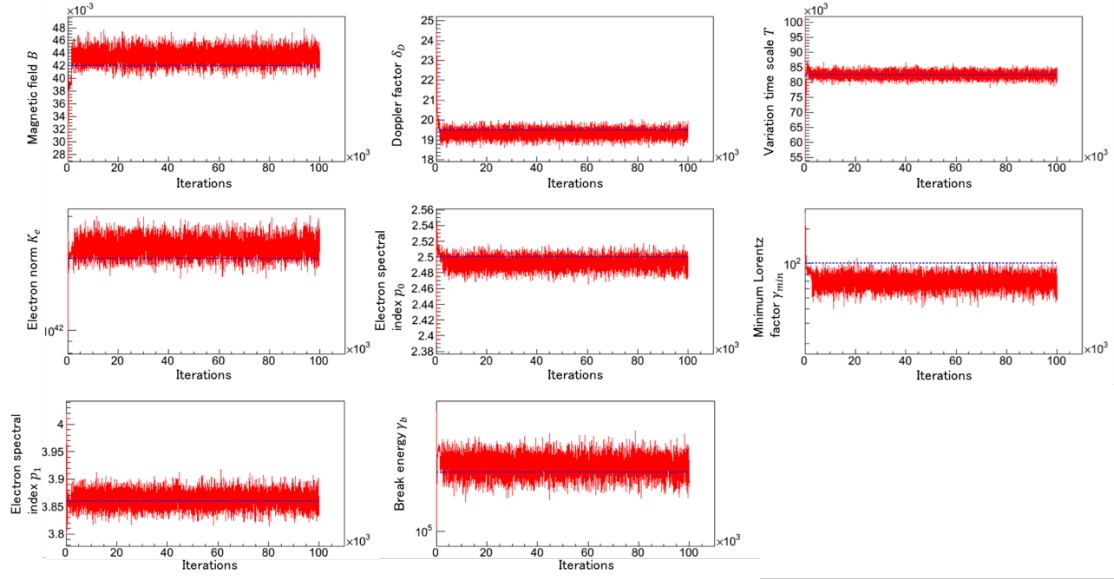 ×10⁻³
48
46
44
42
40
38
36
34
32
30
28
Magnetic field B
0 20 40 60 80 100
×10³
Iterations
25
24
23
22
21
20
19
18
Doppler factor δ_D
0 20 40 60 80 100
×10³
Iterations
×10³
100
95
90
85
80
75
70
65
60
55
Variation time scale T
0 20 40 60 80 100
×10³
Iterations
10⁴²
Electron norm K_e
0 20 40 60 80 100
×10³
Iterations
2.56
2.54
2.52
2.5
2.48
2.46
2.44
2.42
2.4
2.38
Electron spectral
index p₀
0 20 40 60 80 100
×10³
Iterations
10²
Minimum Lorentz
factor γ_min
0 20 40 60 80 100
×10³
Iterations
4
3.95
3.9
3.85
3.8
Electron spectral
index p₁
0 20 40 60 80 100
×10³
Iterations
10⁵
Break energy γ_b
0 20 40 60 80 100
×10³
Iterations